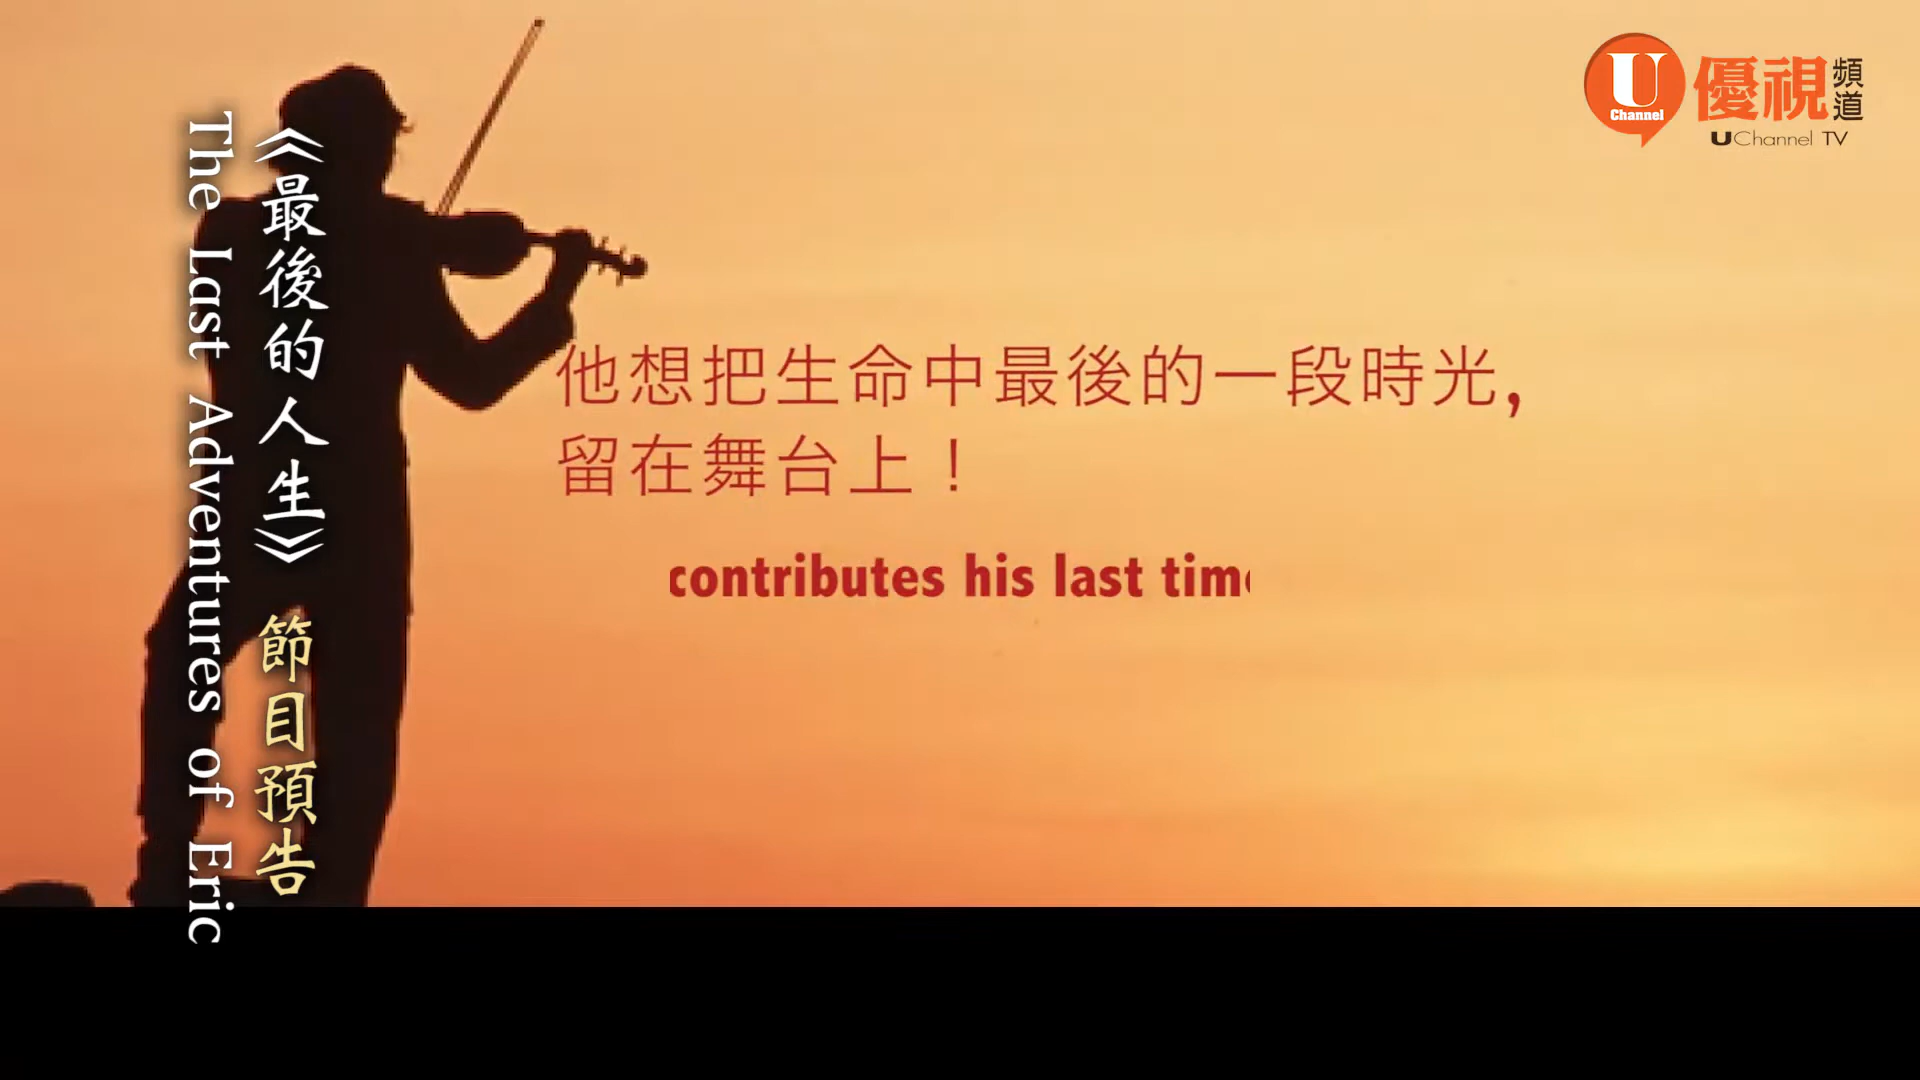 《最後的人生》節目預告
The Last Adventures of Eric
U
Channel
優視頻道
UChannel TV
他想把生命中最後的一段時光，
留在舞台上！
contributes his last tim